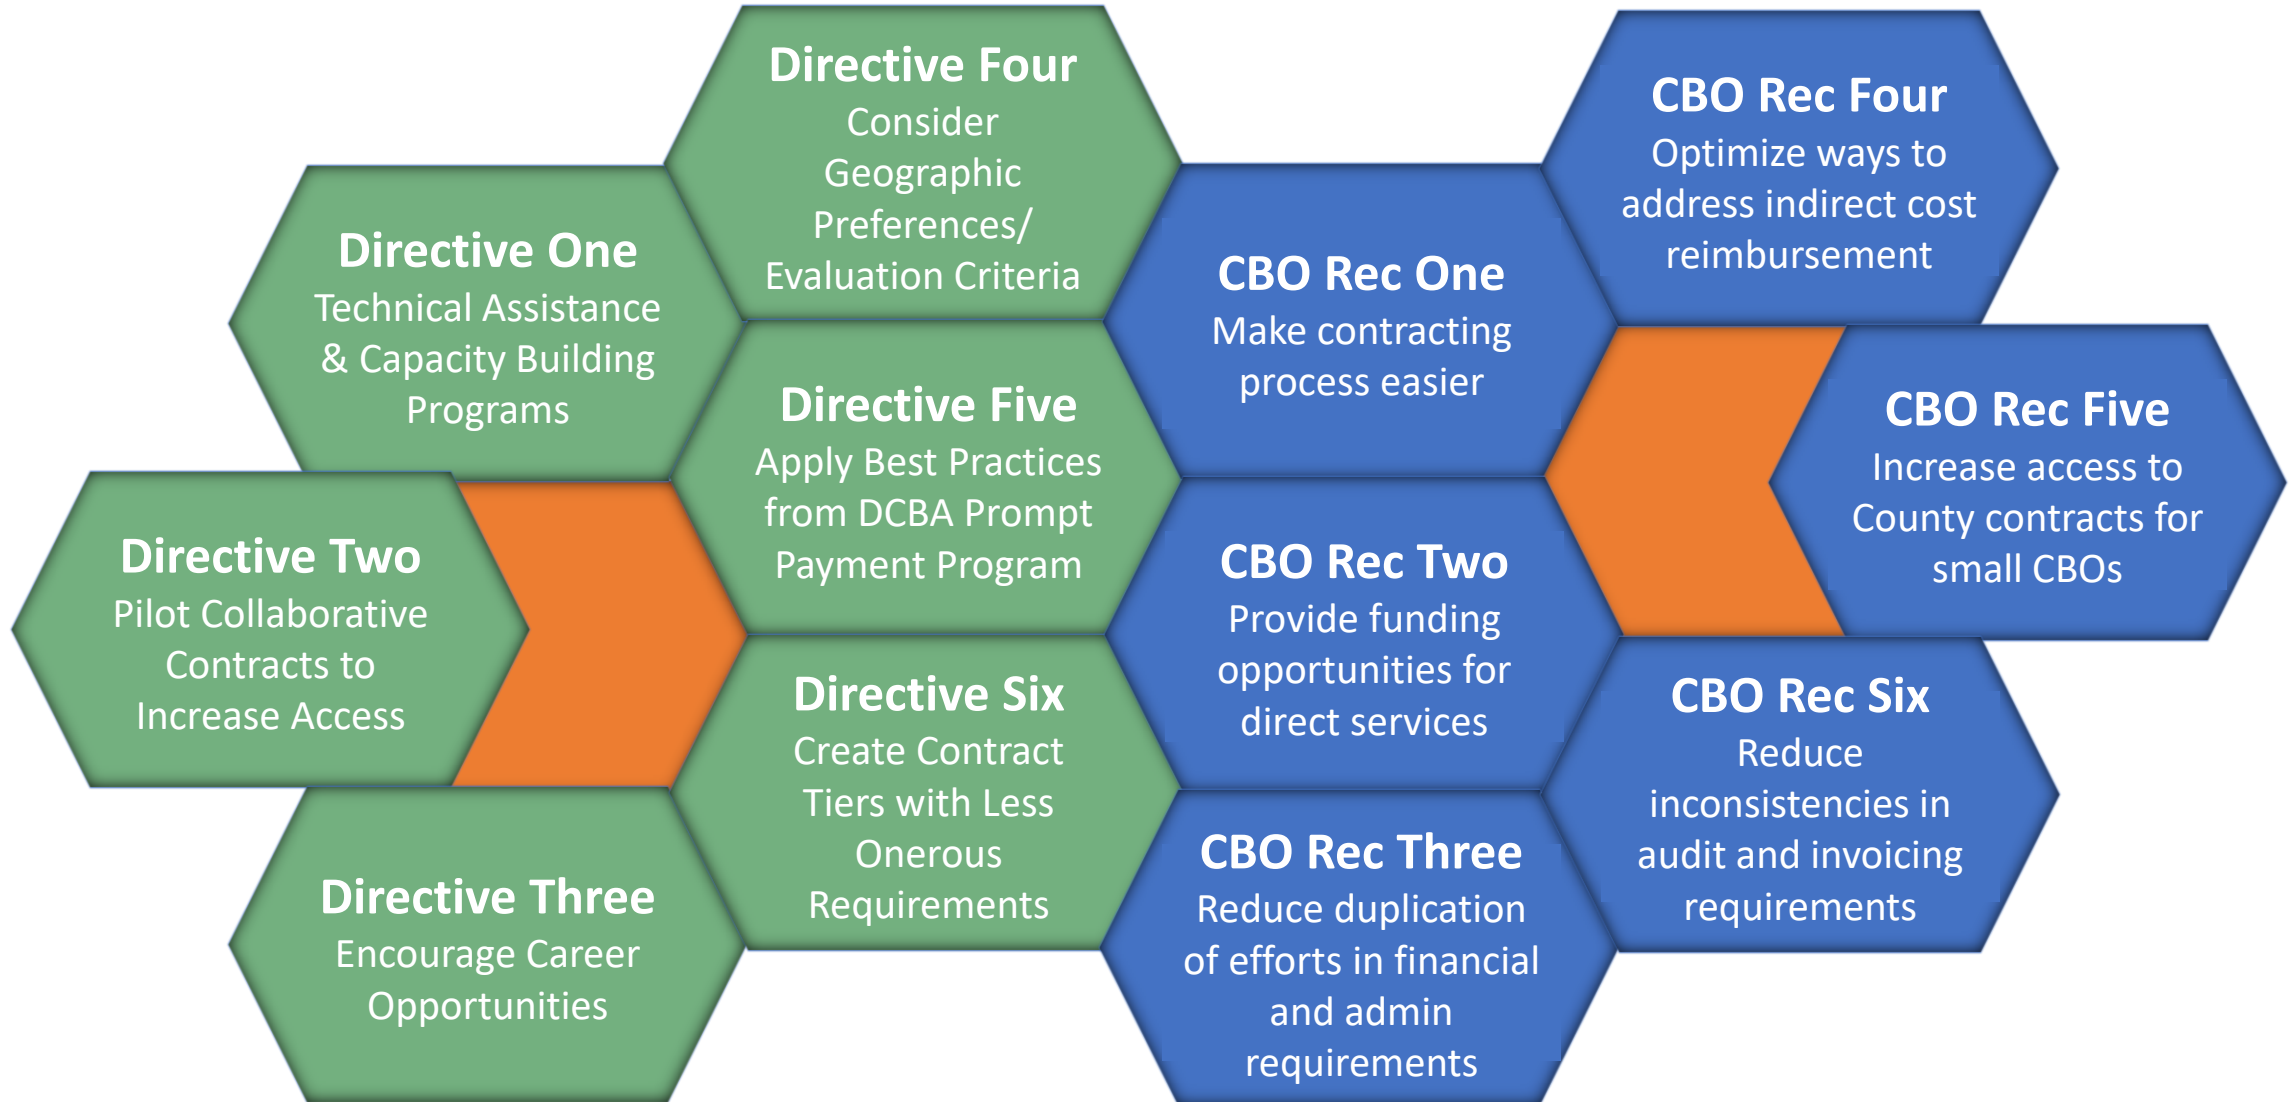 Directive One
Technical Assistance
& Capacity Building
Programs
Directive Two
Pilot Collaborative
Contracts to
Increase Access
Directive Three
Encourage Career
Opportunities
Directive Four
Consider
Geographic
Preferences/
Evaluation Criteria
Directive Five
Apply Best Practices
from DCBA Prompt
Payment Program
Directive Six
Create Contract
Tiers with Less
Onerous
Requirements
CBO Rec One
Make contracting
process easier
CBO Rec Two
Provide funding
opportunities for
direct services
CBO Rec Three
Reduce duplication
of efforts in financial
and admin
requirements
CBO Rec Four
Optimize ways to
address indirect cost
reimbursement
CBO Rec Five
Increase access to
County contracts for
small CBOs
CBO Rec Six
Reduce
inconsistencies in
audit and invoicing
requirements